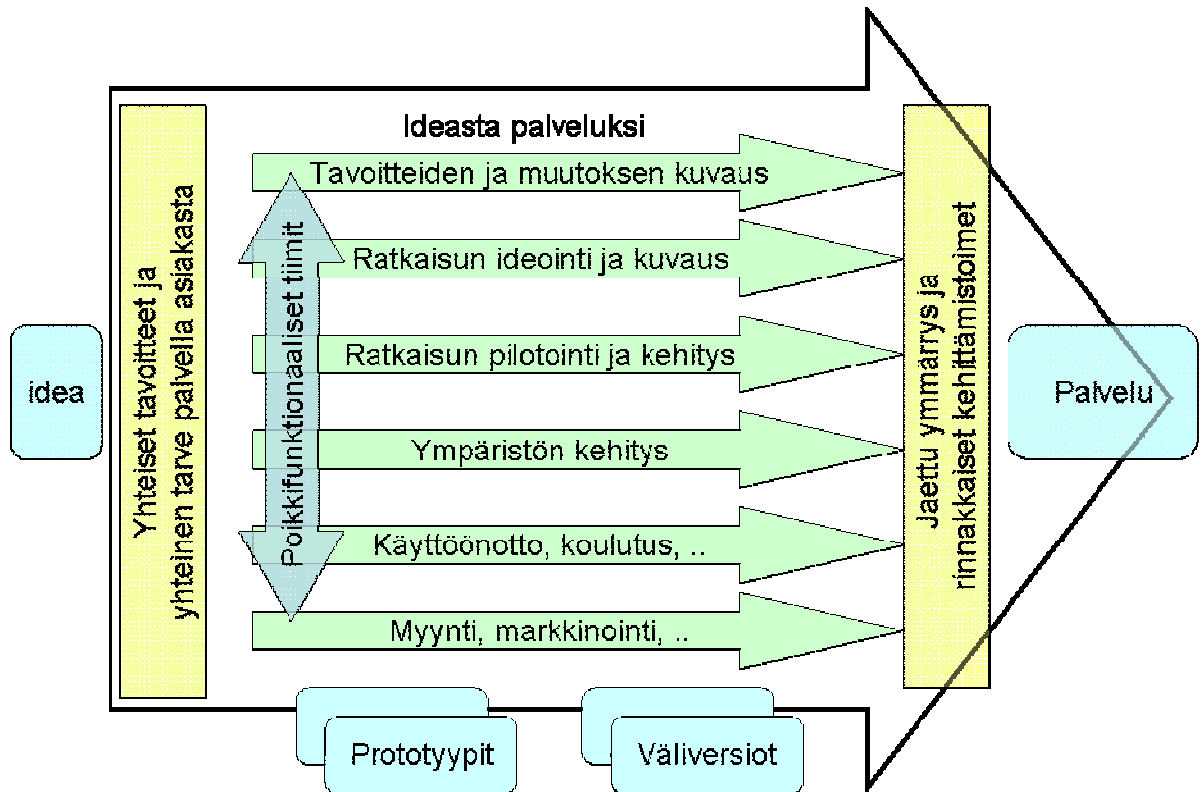 Ideasta palveluksi
idea
Yhteiset tavoitteet ja
yhteinen tarve palvella asiakasta
Poikkifunktionaaliset tiimit
Tavoitteiden ja muutoksen kuvaus
Ratkaisun ideointi ja kuvaus
Ratkaisun pilotointi ja kehitys
Ympäristön kehitys
Käyttöönotto, koulutus, ..
Myynti, markkinointi, ..
Jaettu ymmärrys ja
rinnakkaiset kehittämistoimet
Palvelu
Prototyypit
Väliversiot